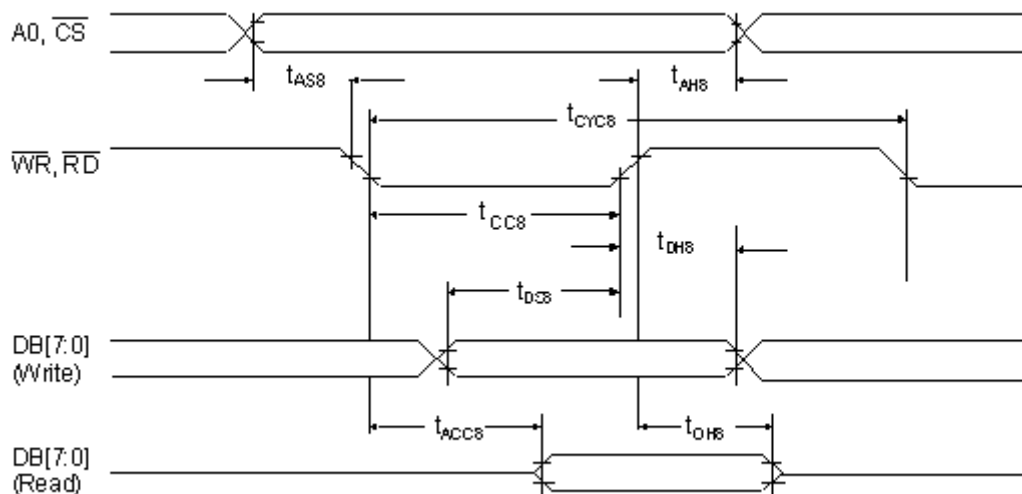 A0, CS
tAS8
tAH8
tCYC8
WR, RD
tCC8
tDH8
tDS8
DB[7:0]
(Write)
tACC8
tOH8
DB[7:0]
(Read)